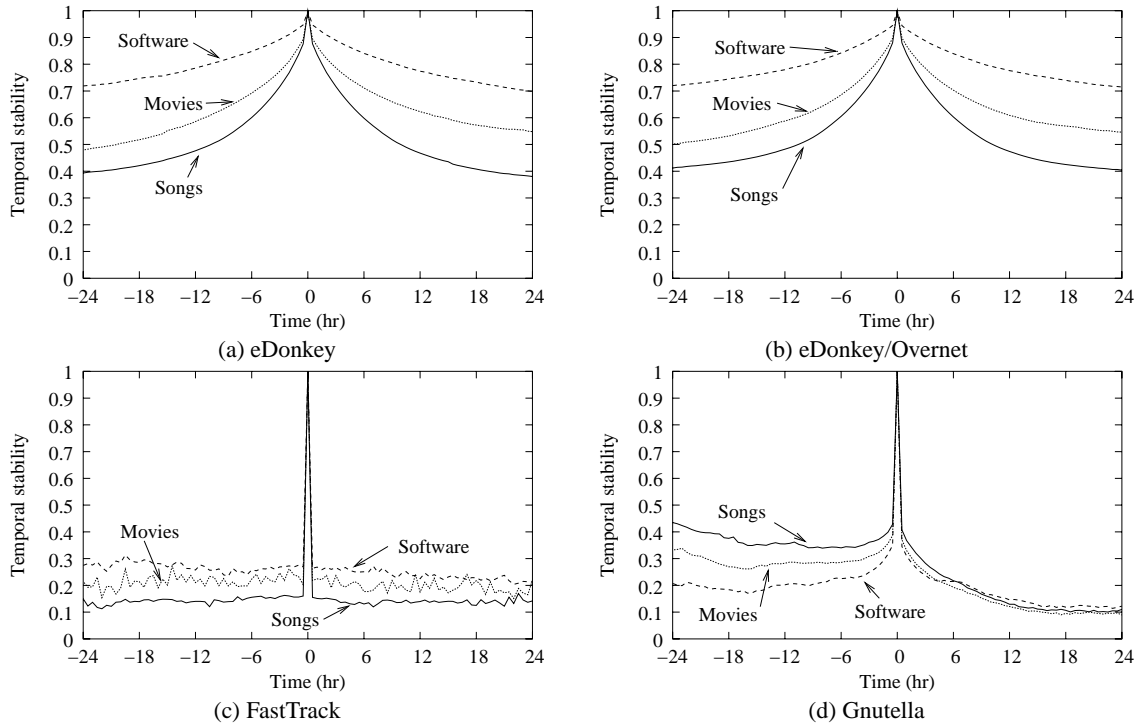 1
0.9
0.8
0.7
0.6
0.5
0.4
0.3
0.2
0.1
0
Temporal stability
Software
Movies
Songs
−24 −18 −12 −6 0 6 12 18 24
Time (hr)
(a) eDonkey
1
0.9
0.8
0.7
0.6
0.5
0.4
0.3
0.2
0.1
0
Temporal stability
Software
Movies
Songs
−24 −18 −12 −6 0 6 12 18 24
Time (hr)
(b) eDonkey/Overnet
1
0.9
0.8
0.7
0.6
0.5
0.4
0.3
0.2
0.1
0
Temporal stability
Movies
Software
Songs
−24 −18 −12 −6 0 6 12 18 24
Time (hr)
(c) FastTrack
1
0.9
0.8
0.7
0.6
0.5
0.4
0.3
0.2
0.1
0
Temporal stability
Songs
Movies
Software
−24 −18 −12 −6 0 6 12 18 24
Time (hr)
(d) Gnutella